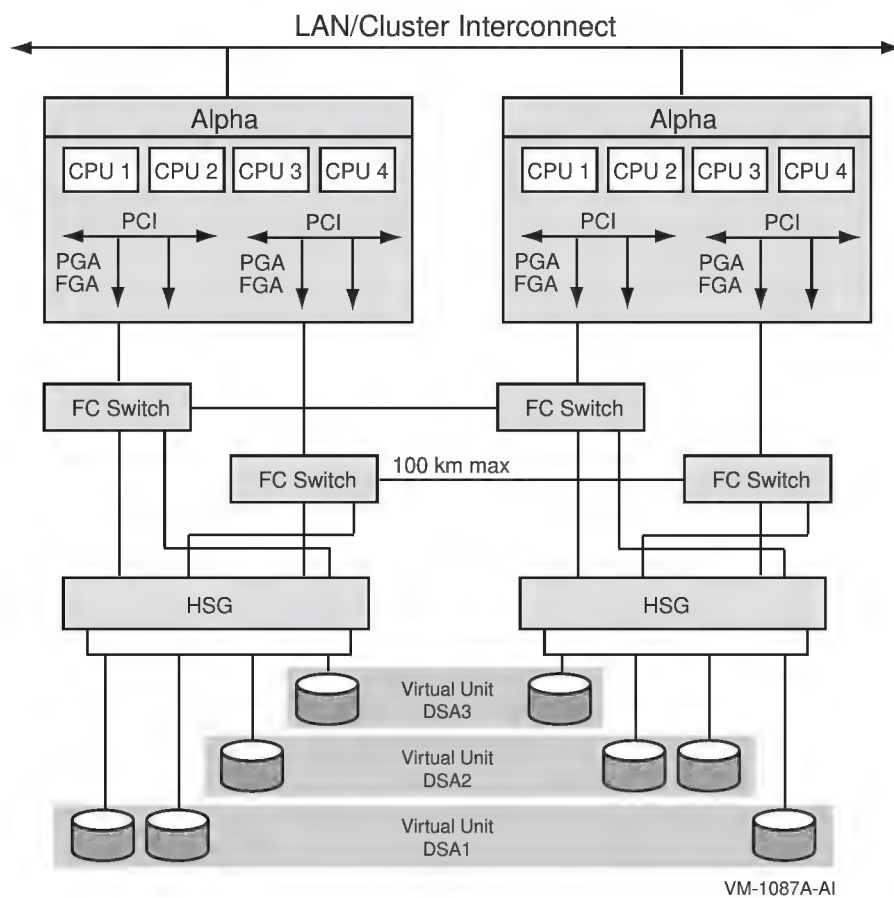 LAN/Cluster Interconnect
Alpha
Alpha
CPU 1 CPU 2 CPU 3 CPU 4
CPU 1 CPU 2 CPU 3 CPU 4
PCI
PCI
PCI
PCI
PGA
FGA
PGA
FGA
PGA
FGA
PGA
FGA
FC Switch
FC Switch
FC Switch
100 km max
FC Switch
HSG
HSG
Virtual Unit
DSA3
Virtual Unit
DSA2
Virtual Unit
DSA1
VM-1087A-AI